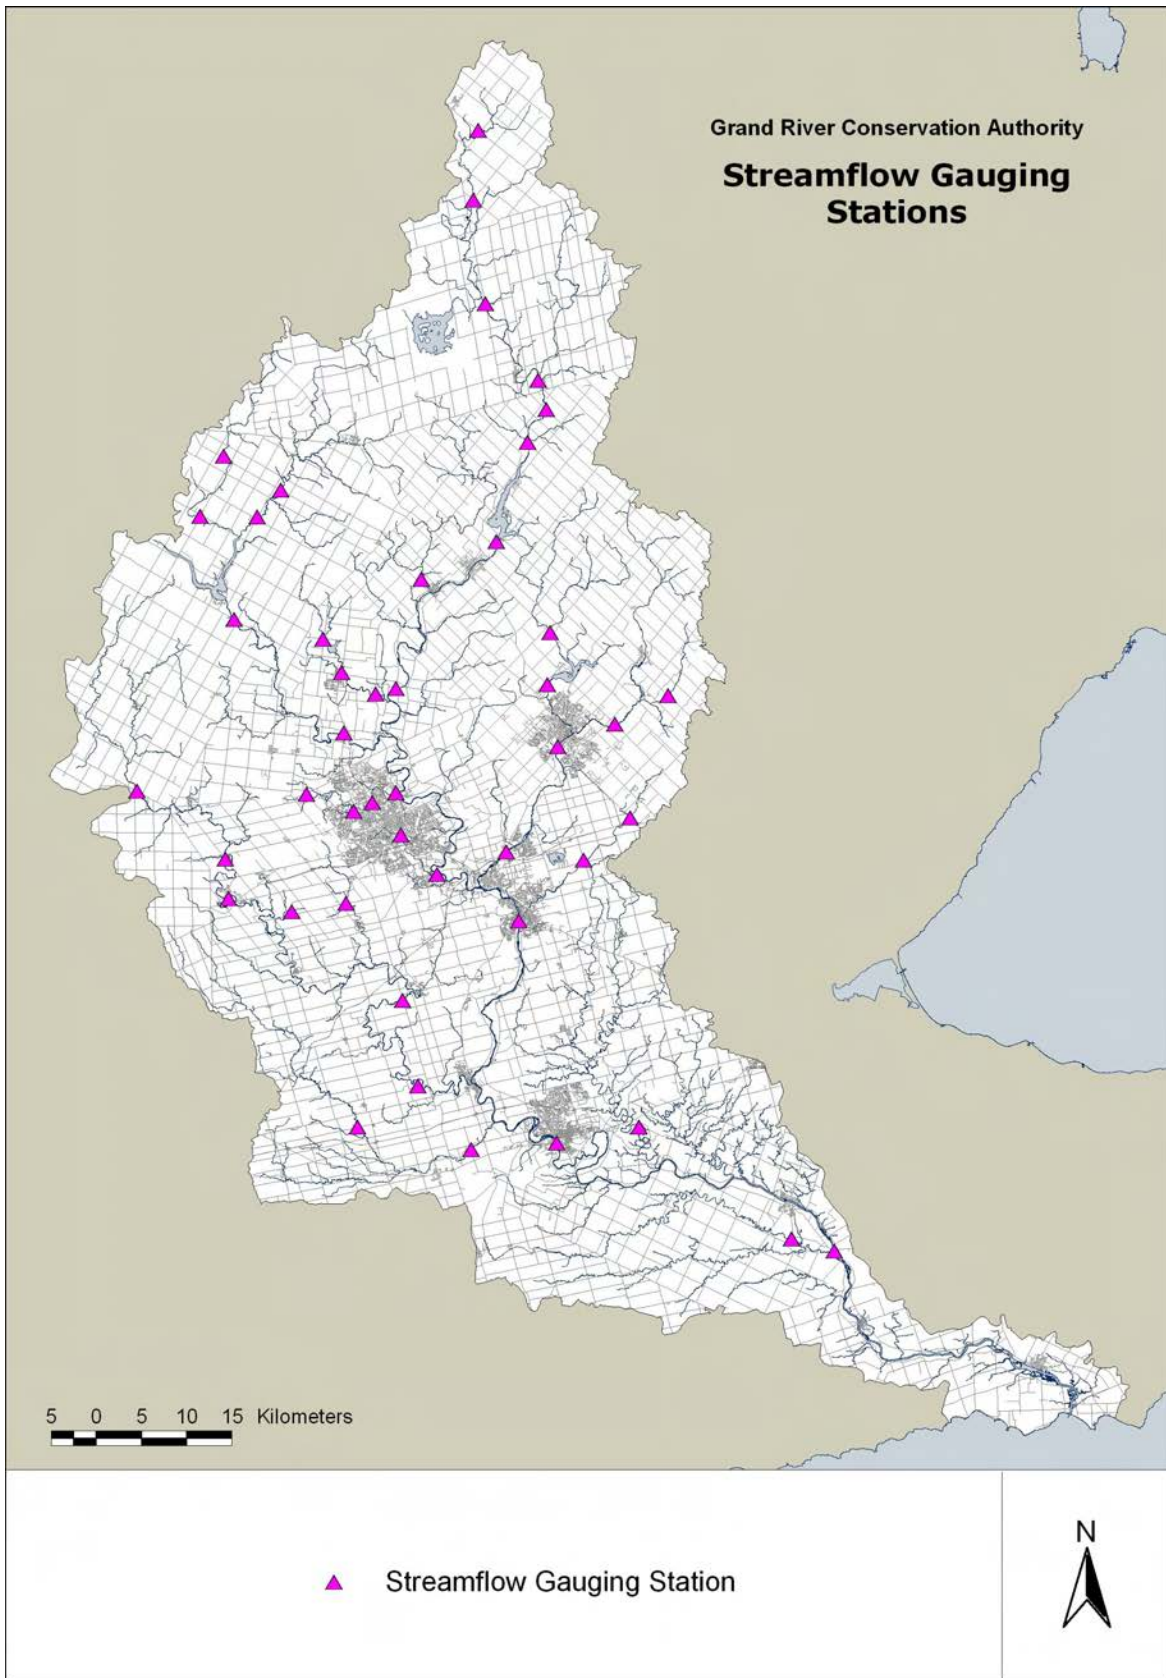 Grand River Conservation Authority
Streamflow Gauging
Stations
5 0 5 10 15 Kilometers
Streamflow Gauging Station
N